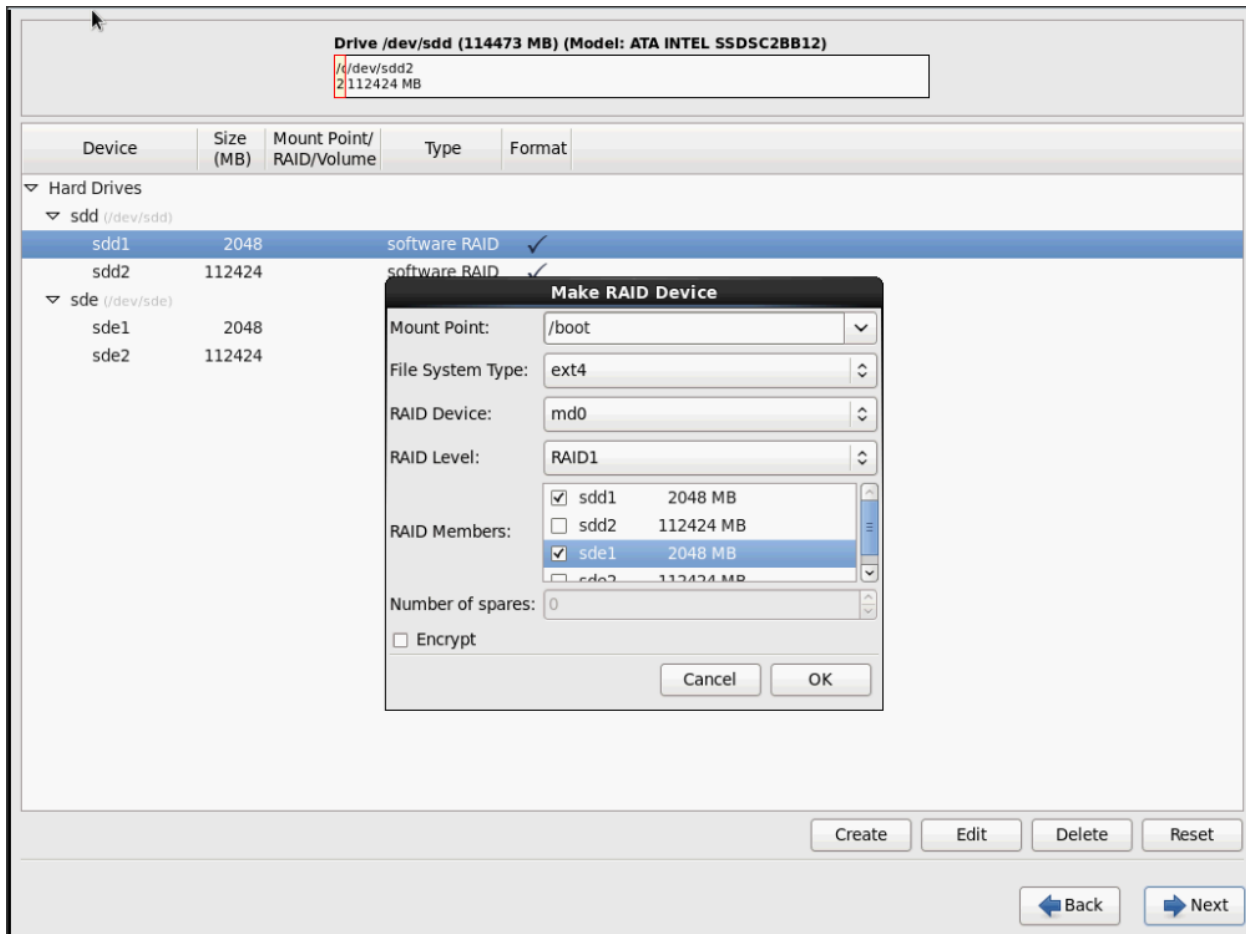 Drive /dev/sdd (114473 MB) (Model: ATA INTEL SSDSC2BB12)
/dev/sdd2
2 112424 MB
Device Size (MB) Mount Point/ RAID/Volume Type Format
Hard Drives
sdd (/dev/sdd)
sdd1 2048 software RAID
sdd2 112424 software RAID
sde (/dev/sde)
sde1 2048
sde2 112424
Make RAID Device
Mount Point: /boot
File System Type: ext4
RAID Device: md0
RAID Level: RAID1
RAID Members:
sdd1 2048 MB
sdd2 112424 MB
sde1 2048 MB
sde2 112424 MB
Number of spares: 0
Encrypt
Cancel OK
Create Edit Delete Reset
Back Next